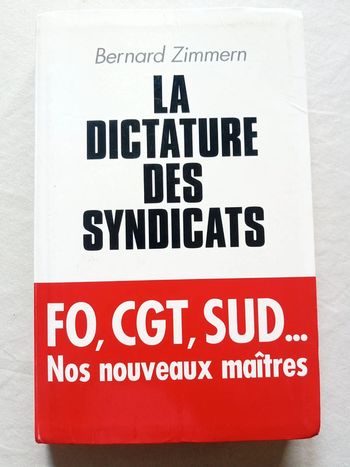 Bernard Zimmern
LA
DICTATURE
DES
SYNDICATS
FO, CGT, SUD...
Nos nouveaux maîtres